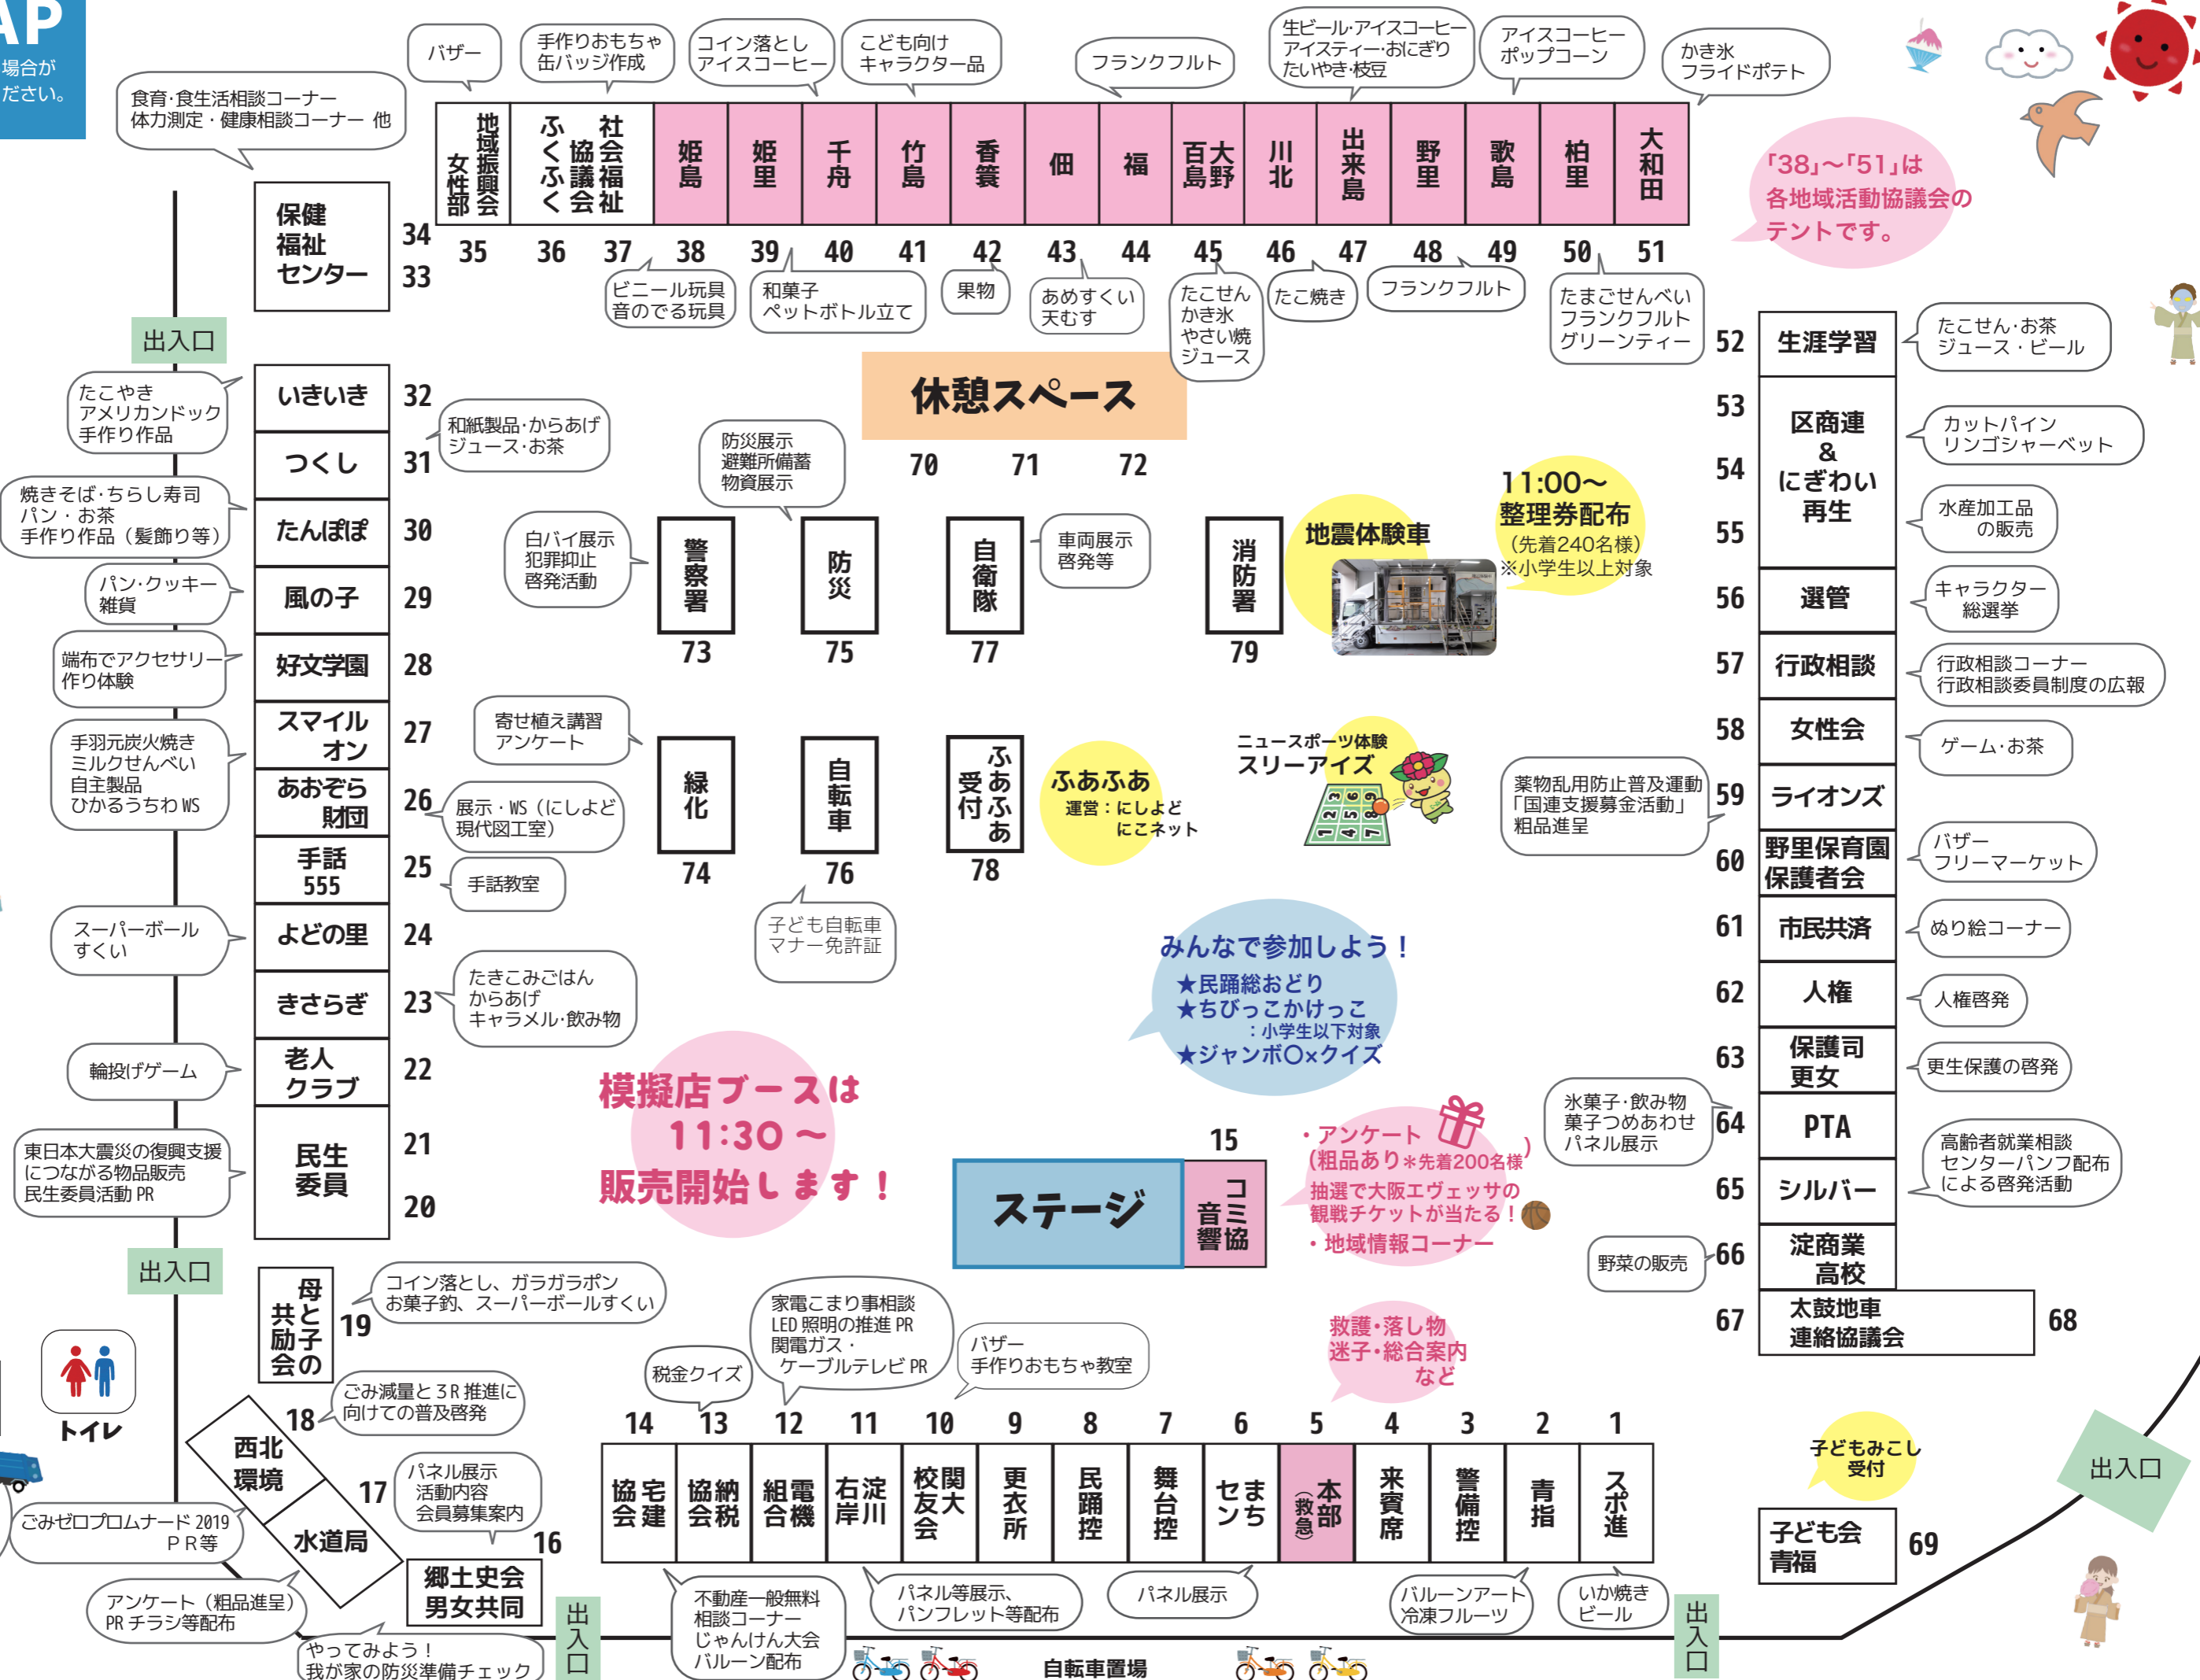 AP
場合が
ださい。
バザー
手作りおもちゃ
缶バッジ作成
コイン落とし
アイスコーヒー
こども向け
キャラクター品
フランクフルト
生ビール･アイスコーヒー
アイスティー･おにぎり
たいやき･枝豆
アイスコーヒー
ポップコーン
かき氷
フライドポテト
食育･食生活相談コーナー
体力測定・健康相談コーナー 他
地域振興会
女性部
社会福祉
協議会
ふくふく
姫島
姫里
千舟
竹島
香簑
佃
福
大野
百島
川北
出来島
野里
歌島
柏里
大和田
「38」〜「51」は
各地域活動協議会の
テントです。
保健
福祉
センター
34
33
35
36
37
38
39
40
41
42
43
44
45
46
47
48
49
50
51
ビニール玩具
音のでる玩具
和菓子
ペットボトル立て
果物
あめすくい
天むす
たこせん
かき氷
やさい焼
ジュース
たこ焼き
フランクフルト
たまごせんべい
フランクフルト
グリーンティー
出入口
休憩スペース
70
71
72
たこやき
アメリカンドック
手作り作品
いきいき
32
和紙製品･からあげ
ジュース･お茶
つくし
31
焼きそば･ちらし寿司
パン・お茶
手作り作品（髪飾り等）
たんぽぽ
30
パン･クッキー
雑貨
風の子
29
端布でアクセサリー
作り体験
好文学園
28
手羽元炭火焼き
ミルクせんべい
自主製品
ひかるうちわ WS
スマイル
オン
27
あおぞら
財団
26
展示・WS（にしよど
現代図工室）
手話
555
25
手話教室
スーパーボール
すくい
よどの里
24
きさらぎ
23
たきこみごはん
からあげ
キャラメル･飲み物
輪投げゲーム
老人
クラブ
22
東日本大震災の復興支援
につながる物品販売
民生委員活動 PR
民生
委員
21
20
出入口
防災展示
避難所備蓄
物資展示
白バイ展示
犯罪抑止
啓発活動
警察署
73
防災
75
自衛隊
77
車両展示
啓発等
消防署
79
地震体験車
11:00〜
整理券配布
（先着240名様）
※小学生以上対象
寄せ植え講習
アンケート
緑化
74
自転車
76
子ども自転車
マナー免許証
ふあふあ
受付
78
ふあふあ
運営：にしよど
にこネット
ニュースポーツ体験
スリーアイズ
1 2 3
4 5 6
7 8 9
みんなで参加しよう！
★民踊総おどり
★ちびっこかけっこ
：小学生以下対象
★ジャンボ〇×クイズ
模擬店ブースは
11:30 〜
販売開始します！
ステージ
15
コミ協
音響
・アンケート
(粗品あり＊先着200名様)
抽選で大阪エヴェッサの
観戦チケットが当たる！
・地域情報コーナー
救護・落し物
迷子・総合案内
など
52
生涯学習
たこせん･お茶
ジュース・ビール
53
54
55
区商連
&
にぎわい
再生
カットパイン
リンゴシャーベット
水産加工品
の販売
56
選管
キャラクター
総選挙
57
行政相談
行政相談コーナー
行政相談委員制度の広報
58
女性会
ゲーム･お茶
薬物乱用防止普及運動
「国連支援募金活動」
粗品進呈
59
ライオンズ
60
野里保育園
保護者会
バザー
フリーマーケット
61
市民共済
ぬり絵コーナー
62
人権
人権啓発
63
保護司
更女
更生保護の啓発
氷菓子･飲み物
菓子つめあわせ
パネル展示
64
PTA
65
シルバー
高齢者就業相談
センターパンフ配布
による啓発活動
野菜の販売
66
淀商業
高校
67
太鼓地車
連絡協議会
68
子どもみこし
受付
子ども会
青福
69
出入口
母と子の
共励会
19
コイン落とし、ガラガラポン
お菓子釣、スーパーボールすくい
トイレ
18
ごみ減量と３R 推進に
向けての普及啓発
西北
環境
ごみゼロプロムナード 2019
ＰＲ等
17
水道局
アンケート（粗品進呈）
PR チラシ等配布
パネル展示
活動内容
会員募集案内
16
郷土史会
男女共同
やってみよう！
我が家の防災準備チェック
出入口
税金クイズ
家電こまり事相談
LED 照明の推進 PR
関電ガス・
ケーブルテレビ PR
バザー
手作りおもちゃ教室
14
13
12
11
10
9
8
7
6
5
4
3
2
1
宅建
協会
納税
協会
電機
組合
淀川
右岸
関大
校友会
更衣所
民踊控
舞台控
まち
セン
本部
（救急）
来賓席
警備控
青指
スポ進
不動産一般無料
相談コーナー
じゃんけん大会
バルーン配布
パネル等展示、
パンフレット等配布
パネル展示
バルーンアート
冷凍フルーツ
いか焼き
ビール
自転車置場
出入口